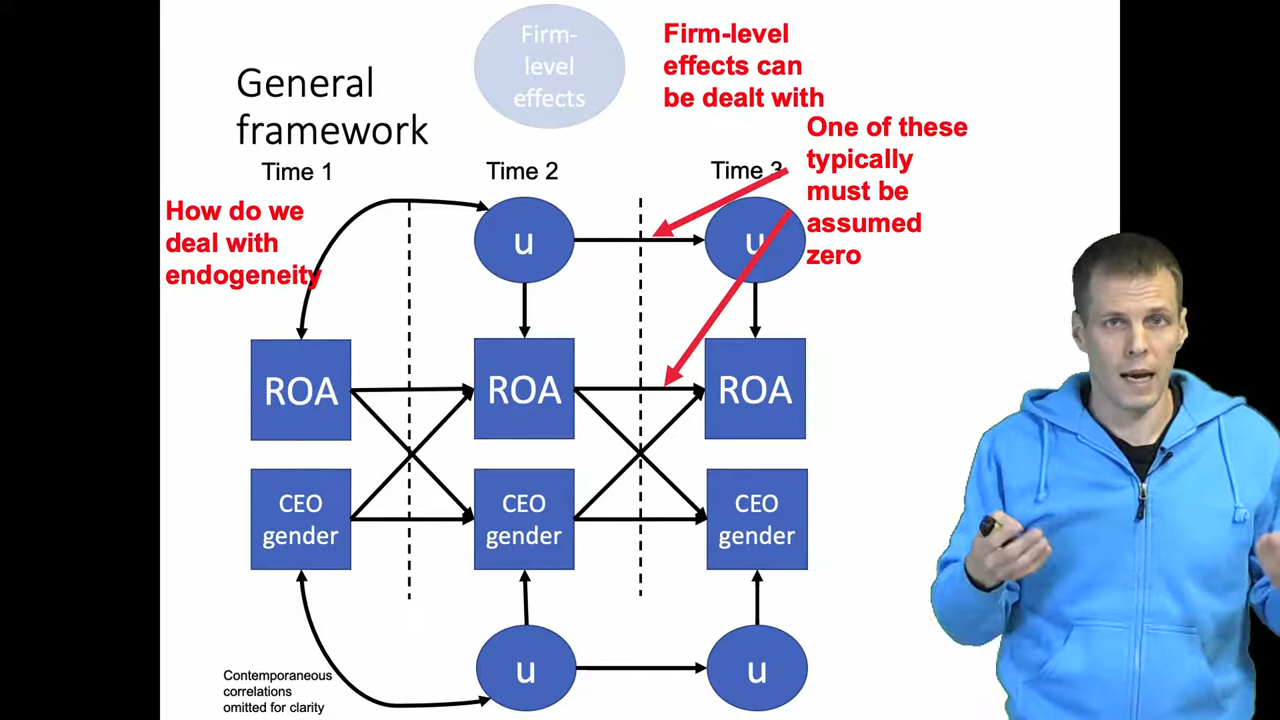 Firm-
level
effects
Firm-level
effects can
be dealt with
General
framework
One of these
typically
must be
assumed
zero
Time 1
Time 2
Time 3
How do we
deal with
endogeneity
u
u
ROA
ROA
ROA
CEO
gender
CEO
gender
CEO
gender
u
u
Contemporaneous
correlations
omitted for clarity